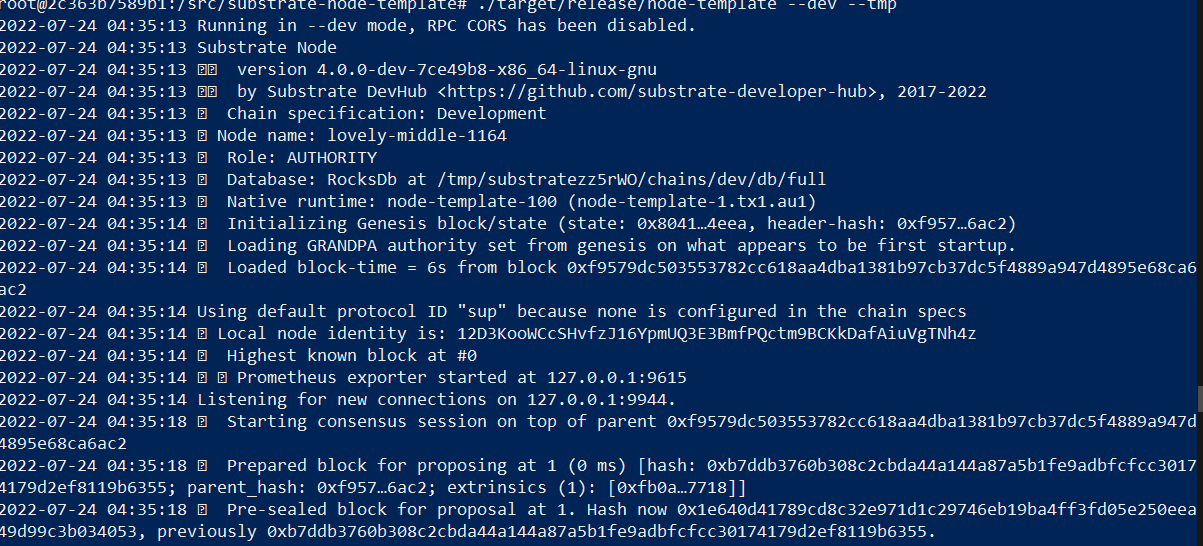 root@2c363b7589b1:/src/substrate-node-template# ./target/release/node-template --dev --tmp
2022-07-24 04:35:13 Running in --dev mode, RPC CORS has been disabled.
2022-07-24 04:35:13 Substrate Node
2022-07-24 04:35:13 version 4.0.0-dev-7ce49b8-x86_64-linux-gnu
2022-07-24 04:35:13 by Substrate DevHub <https://github.com/substrate-developer-hub>, 2017-2022
2022-07-24 04:35:13 Chain specification: Development
2022-07-24 04:35:13 Node name: lovely-middle-1164
2022-07-24 04:35:13 Role: AUTHORITY
2022-07-24 04:35:13 Database: RocksDb at /tmp/substratezz5rWO/chains/dev/db/full
2022-07-24 04:35:13 Native runtime: node-template-100 (node-template-1.tx1.au1)
2022-07-24 04:35:13 Initializing Genesis block/state (state: 0x8041…4eea, header-hash: 0xf957…6ac2)
2022-07-24 04:35:13 Loading GRANDPA authority set from genesis on what appears to be first startup.
2022-07-24 04:35:14 Loaded block-time = 6s from block 0xf9579dc503553782cc618aa4dba1381b97cb37dc5f4889a947d4895e68ca6
ac2
2022-07-24 04:35:14 Using default protocol ID "sup" because none is configured in the chain specs
2022-07-24 04:35:14 Local node identity is: 12D3KooWCcSHvfzJ16YpmUQ3E3BmfPQctm9BCKkDafAiuVgTNh4z
2022-07-24 04:35:14 Highest known block at #0
2022-07-24 04:35:14 Prometheus exporter started at 127.0.0.1:9615
2022-07-24 04:35:14 Listening for new connections on 127.0.0.1:9944.
2022-07-24 04:35:18 Starting consensus session on top of parent 0xf9579dc503553782cc618aa4dba1381b97cb37dc5f4889a947d
4895e68ca6ac2
2022-07-24 04:35:18 Prepared block for proposing at 1 (0 ms) [hash: 0xb7ddb3760b308c2cbda44a144a87a5b1fe9adbfcfcc3017
4179d2ef8119b6355; parent_hash: 0xf957…6ac2; extrinsics (1): [0xfb0a…7718]]
2022-07-24 04:35:18 Pre-sealed block for proposal at 1. Hash now 0x1e640d41789cd8c32e971d1c29746eb19ba4ff3fd05e250eea
49d99c3b034053, previously 0xb7ddb3760b308c2cbda44a144a87a5b1fe9adbfcfcc30174179d2ef8119b6355.